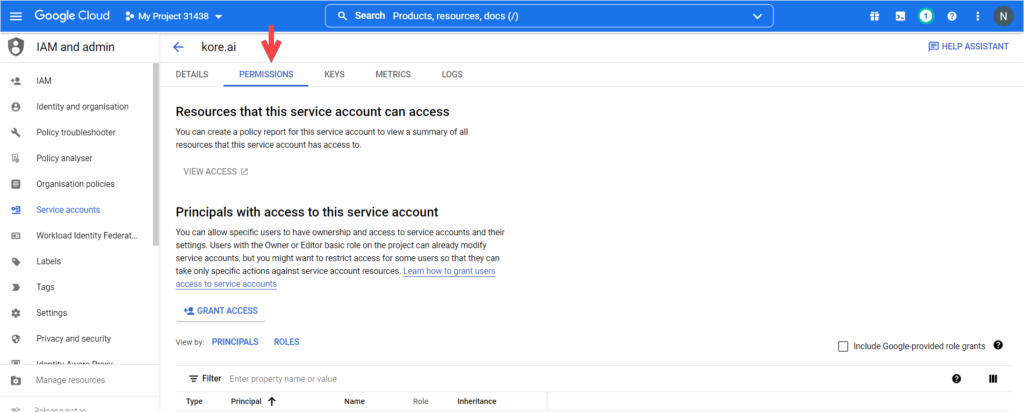 Google Cloud
My Project 31438
Search Products, resources, docs (/)
1
N
IAM and admin
kore.ai
HELP ASSISTANT
DETAILS
PERMISSIONS
KEYS
METRICS
LOGS
IAM
Identity and organisation
Policy troubleshooter
Policy analyser
Organisation policies
Service accounts
Workload Identity Federat...
Labels
Tags
Settings
Privacy and security
Identity-Aware Proxy
Manage resources
Release notes
Resources that this service account can access
You can create a policy report for this service account to view a summary of all
resources that this service account has access to.
VIEW ACCESS
Principals with access to this service account
You can allow specific users to have ownership and access to service accounts and their
settings. Users with the Owner or Editor basic role on the project can already modify
service accounts, but you might want to restrict access for some users so that they can
take only specific actions against service account resources. Learn how to grant users
access to service accounts
GRANT ACCESS
View by: PRINCIPALS ROLES
Include Google-provided role grants
Filter Enter property name or value
Type Principal Name Role Inheritance